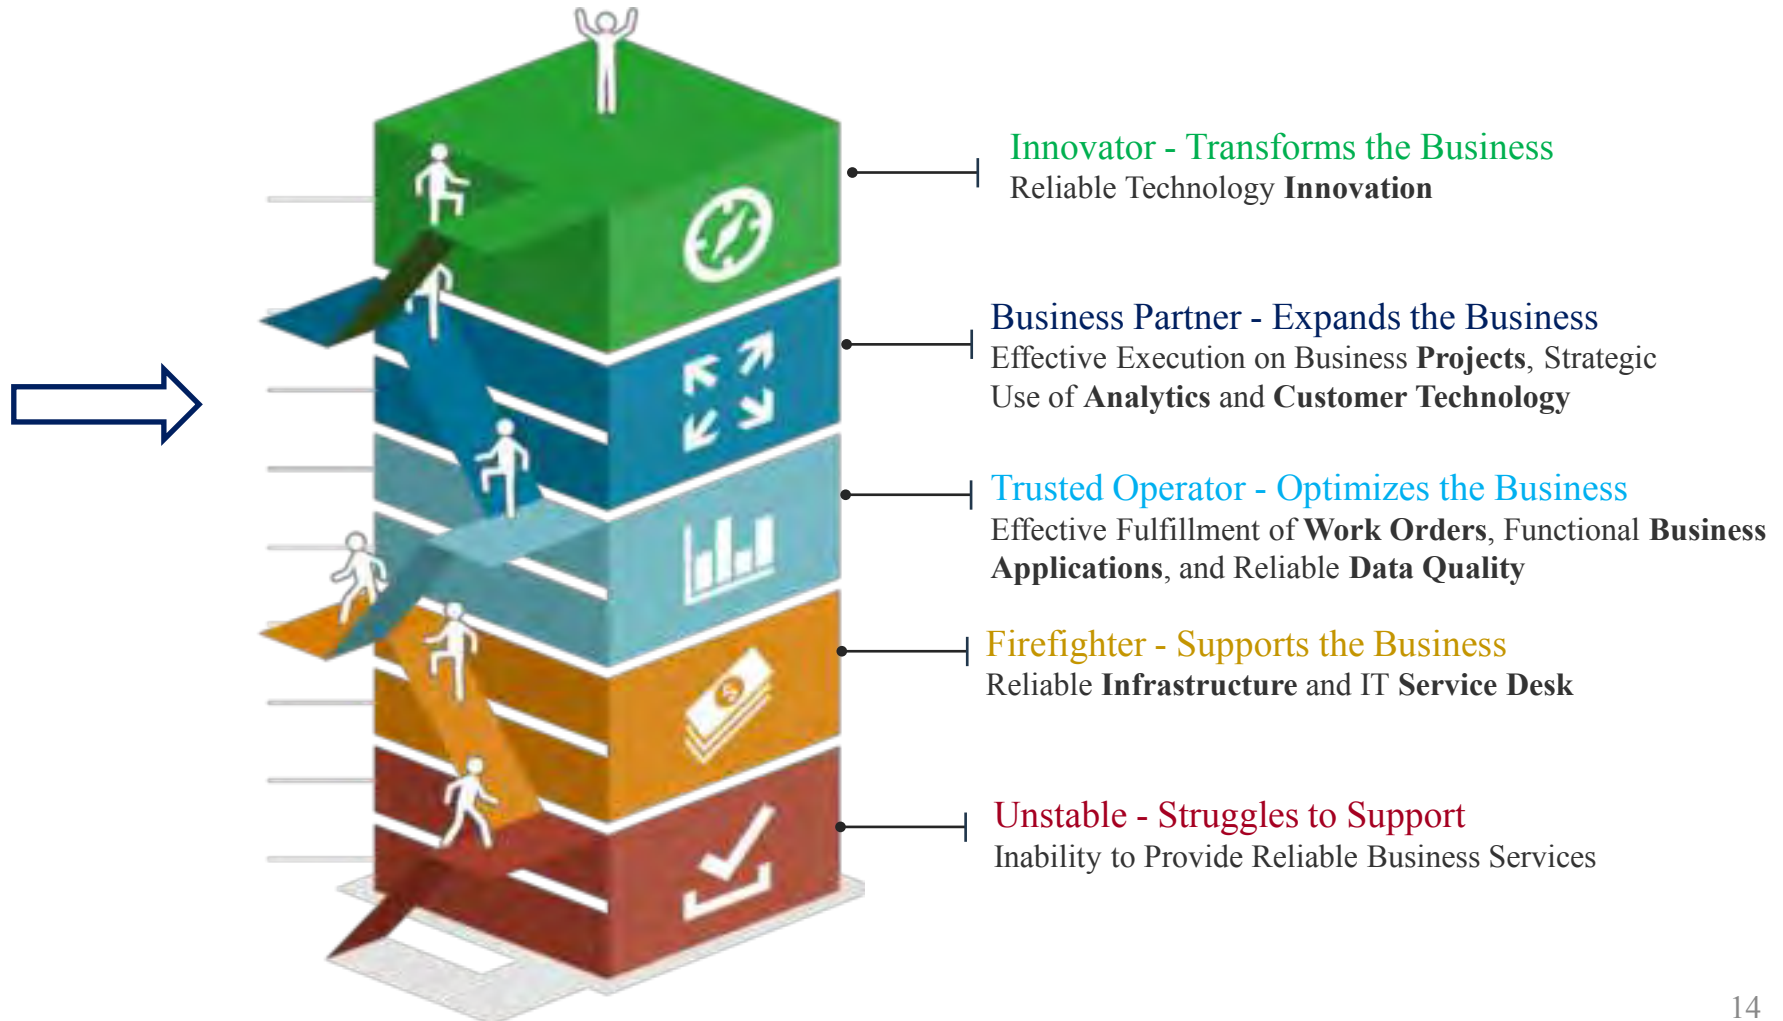 Innovator - Transforms the Business
Reliable Technology Innovation
Business Partner - Expands the Business
Effective Execution on Business Projects, Strategic
Use of Analytics and Customer Technology
Trusted Operator - Optimizes the Business
Effective Fulfillment of Work Orders, Functional Business
Applications, and Reliable Data Quality
Firefighter - Supports the Business
Reliable Infrastructure and IT Service Desk
$
Unstable - Struggles to Support
Inability to Provide Reliable Business Services
14